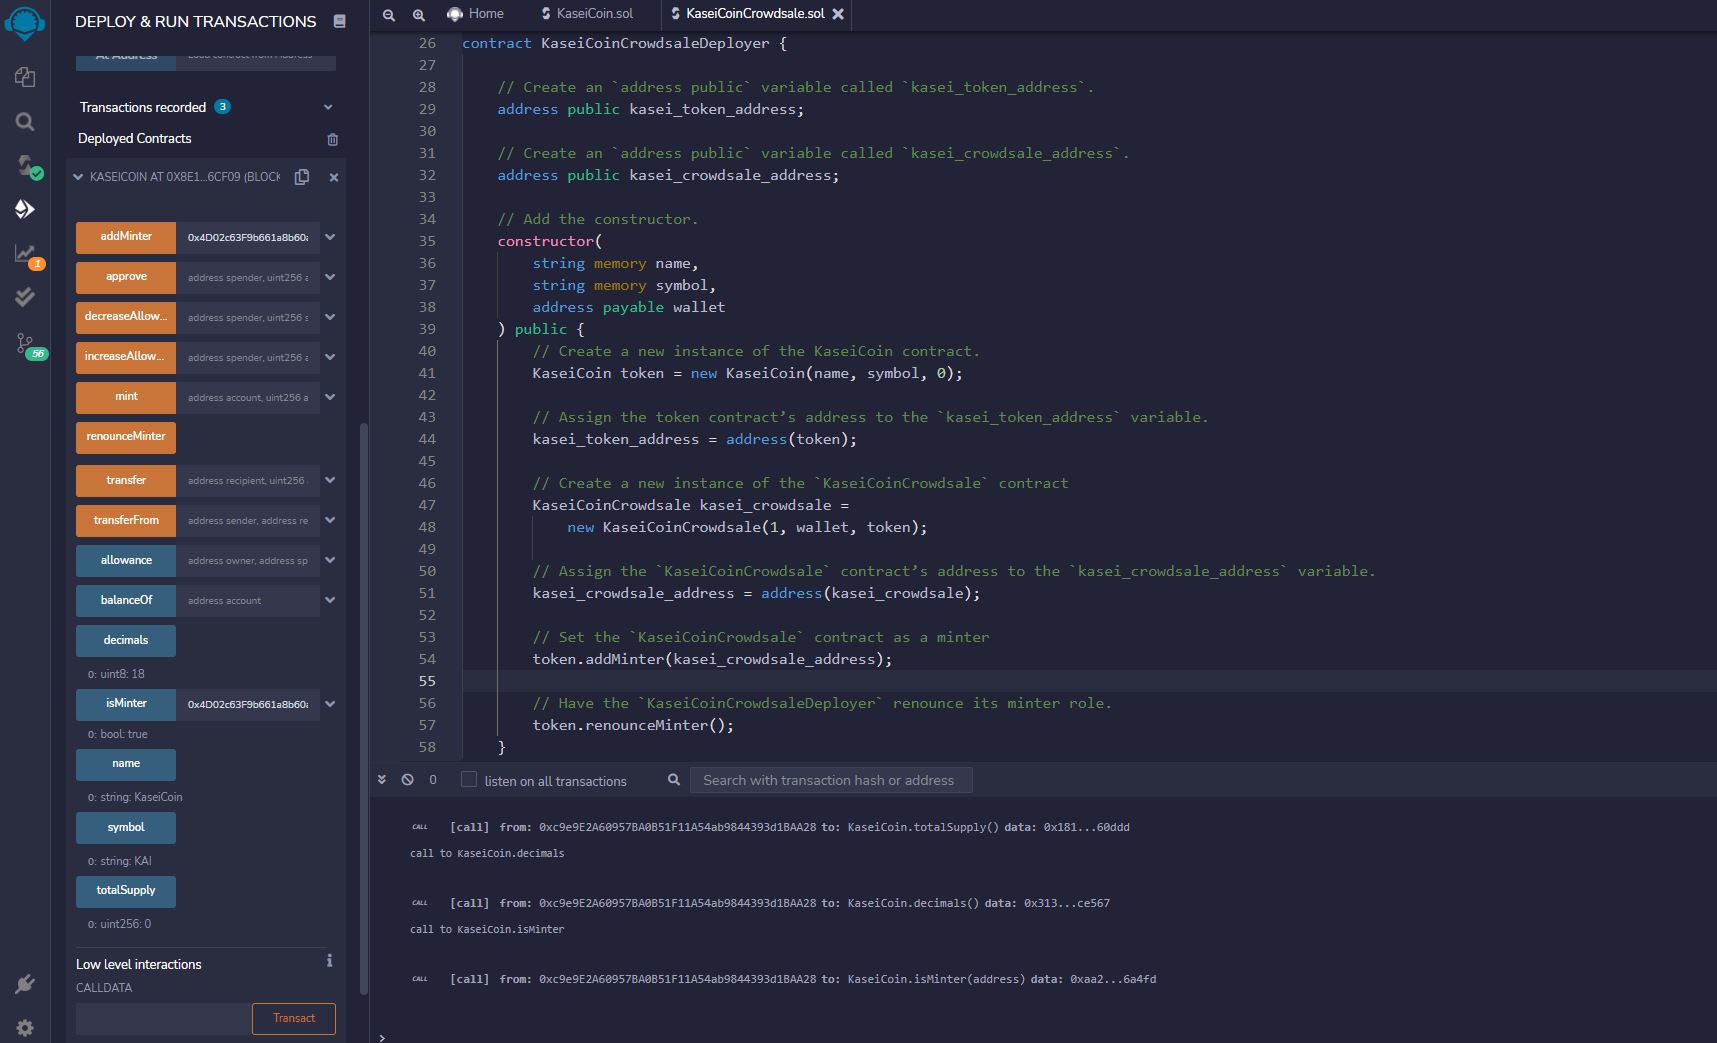 DEPLOY & RUN TRANSACTIONS
At Address
Load contract from Address
Transactions recorded 3
Deployed Contracts
KASEICOIN AT 0X8E1...6CF09 (BLOCK
addMinter 0x4D02c63F9b661a8b60a
approve address spender, uint256 a
decreaseAllow... address spender, uint256 s
increaseAllow... address spender, uint256 a
mint address account, uint256 a
renounceMinter
transfer address recipient, uint256
transferFrom address sender, address re
allowance address owner, address sp
balanceOf address account
decimals
0: uint8: 18
isMinter 0x4D02c63F9b661a8b60a
0: bool: true
name
0: string: KaseiCoin
symbol
0: string: KAI
totalSupply
0: uint256: 0
Low level interactions
CALLDATA
Transact
1
56
Home KaseiCoin.sol KaseiCoinCrowdsale.sol
26 contract KaseiCoinCrowdsaleDeployer {
27
28 // Create an `address public` variable called `kasei_token_address`.
29 address public kasei_token_address;
30
31 // Create an `address public` variable called `kasei_crowdsale_address`.
32 address public kasei_crowdsale_address;
33
34 // Add the constructor.
35 constructor(
36 string memory name,
37 string memory symbol,
38 address payable wallet
39 ) public {
40 // Create a new instance of the KaseiCoin contract.
41 KaseiCoin token = new KaseiCoin(name, symbol, 0);
42
43 // Assign the token contract’s address to the `kasei_token_address` variable.
44 kasei_token_address = address(token);
45
46 // Create a new instance of the `KaseiCoinCrowdsale` contract
47 KaseiCoinCrowdsale kasei_crowdsale =
48 new KaseiCoinCrowdsale(1, wallet, token);
49
50 // Assign the `KaseiCoinCrowdsale` contract’s address to the `kasei_crowdsale_address` variable.
51 kasei_crowdsale_address = address(kasei_crowdsale);
52
53 // Set the `KaseiCoinCrowdsale` contract as a minter
54 token.addMinter(kasei_crowdsale_address);
55
56 // Have the `KaseiCoinCrowdsaleDeployer` renounce its minter role.
57 token.renounceMinter();
58 }
0 listen on all transactions Search with transaction hash or address
CALL [call] from: 0xc9e9E2A60957BA0B51F11A54ab9844393d1BAA28 to: KaseiCoin.totalSupply() data: 0x181...60ddd
call to KaseiCoin.decimals
CALL [call] from: 0xc9e9E2A60957BA0B51F11A54ab9844393d1BAA28 to: KaseiCoin.decimals() data: 0x313...ce567
call to KaseiCoin.isMinter
CALL [call] from: 0xc9e9E2A60957BA0B51F11A54ab9844393d1BAA28 to: KaseiCoin.isMinter(address) data: 0xaa2...6a4fd
>